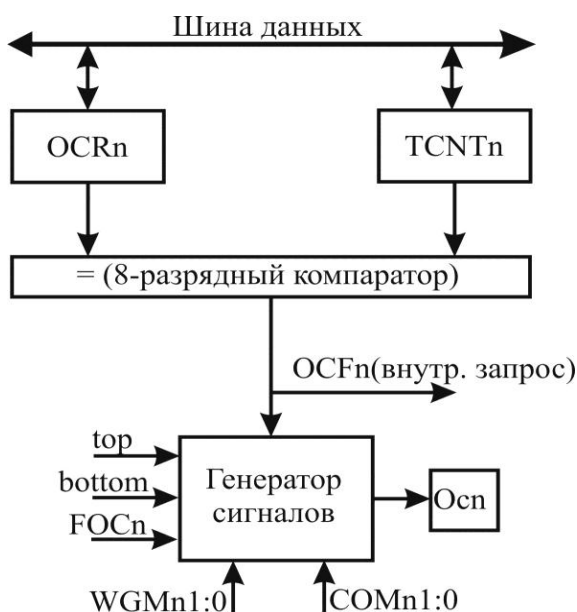 Шина данных
OCRn
TCNTn
= (8-разрядный компаратор)
OCFn(внутр. запрос)
top
bottom
FOCn
Генератор
сигналов
Ocn
WGMn1:0
COMn1:0